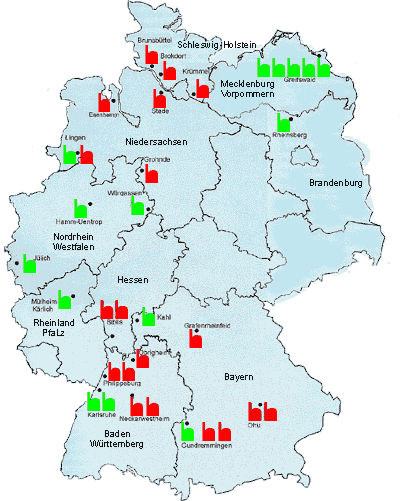 Brunsbüttel
Schleswig-Holstein
Brokdorf
Krümmel
Mecklenburg
Vorpommern
Greifswald
Esenshamm
Stade
Rheinsberg
Lingen
Niedersachsen
Grohnde
Brandenburg
Würgassen
Hamm-Uentrop
Nordrhein
Westfalen
Jülich
Hessen
Mülheim
Kärlich
Rheinland
Pfalz
Biblis
Kahl
Grafenrheinfeld
Obrigheim
Philippsburg
Bayern
Karlsruhe
Neckarwestheim
Ohu
Baden
Württemberg
Gundremmingen